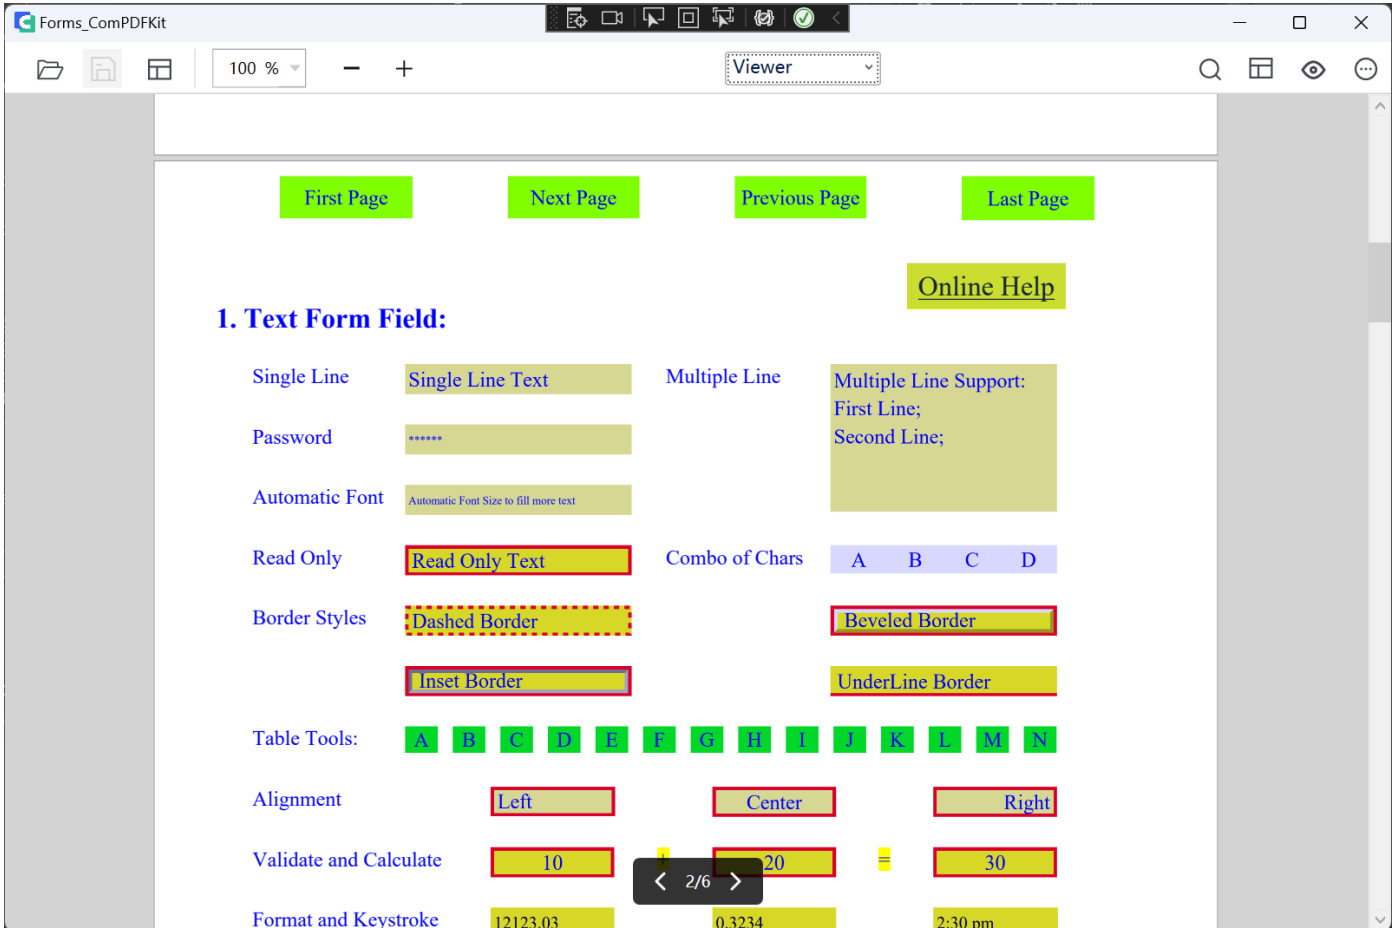 Forms_ComPDFKit
100 %
Viewer
First Page
Next Page
Previous Page
Last Page
Online Help
1. Text Form Field:
Single Line
Single Line Text
Multiple Line
Multiple Line Support:
First Line;
Second Line;
Password
******
Automatic Font
Automatic Font Size to fill more text
Read Only
Read Only Text
Combo of Chars
A B C D
Border Styles
Dashed Border
Beveled Border
Inset Border
UnderLine Border
Table Tools:
A B C D E F G H I J K L M N
Alignment
Left
Center
Right
Validate and Calculate
10 + 20 = 30
2/6
Format and Keystroke
12123.03
0.3234
2:30 pm